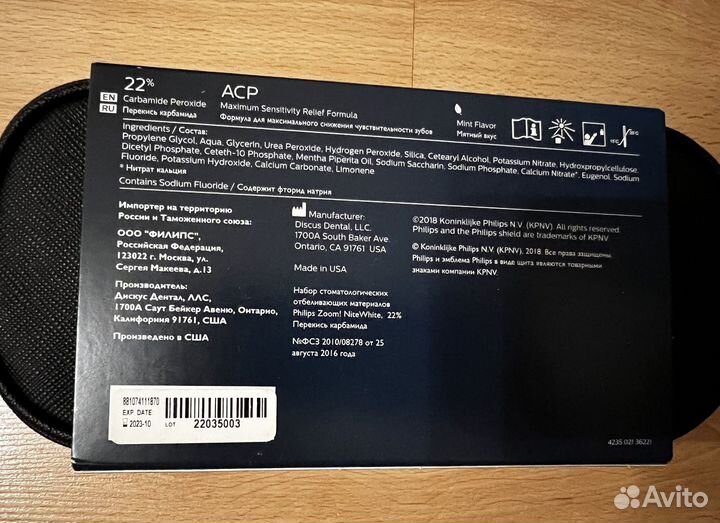 22%
Carbamide Peroxide
Перекись карбамида
EN
RU
ACP
Maximum Sensitivity Relief Formula
Формула для максимального снижения чувствительности зубов
Mint Flavor
Мятный вкус
Ingredients / Состав:
Propylene Glycol, Aqua, Glycerin, Urea Peroxide, Hydrogen Peroxide, Silica, Cetearyl Alcohol, Potassium Nitrate, Hydroxpropylcellulose,
Dicetyl Phosphate, Ceteth-10 Phosphate, Mentha Piperita Oil, Sodium Saccharin, Sodium Phosphate, Calcium Nitrate*, Eugenol, Sodium
Fluoride, Potassium Hydroxide, Calcium Carbonate, Limonene
* Нитрат кальция
Contains Sodium Fluoride / Содержит фторид натрия
Импортер на территорию
России и Таможенного союза:
ООО "ФИЛИПС",
Российская Федерация,
123022 г. Москва, ул.
Сергея Макеева, д.13
Производитель:
Дискус Дентал, ЛЛС,
1700А Саут Бейкер Авеню, Онтарио,
Калифорния 91761, США
Произведено в США
Manufacturer:
Discus Dental, LLC.
1700A South Baker Ave.
Ontario, CA 91761 USA
Made in USA
Набор стоматологических
отбеливающих материалов
Philips Zoom! NiteWhite, 22%
Перекись карбамида
№ФСЗ 2010/08278 от 25
августа 2016 года
©2018 Koninklijke Philips N.V. (KPNV). All rights reserved.
Philips and the Philips shield are trademarks of KPNV
© Koninklijke Philips N.V. (KPNV), 2018. Все права защищены.
Philips и эмблема Philips в виде щита являются товарными
знаками компании KPNV.
881074111870
EXP. DATE
2023-10 LOT 22035003
4235 021 36221
Avito